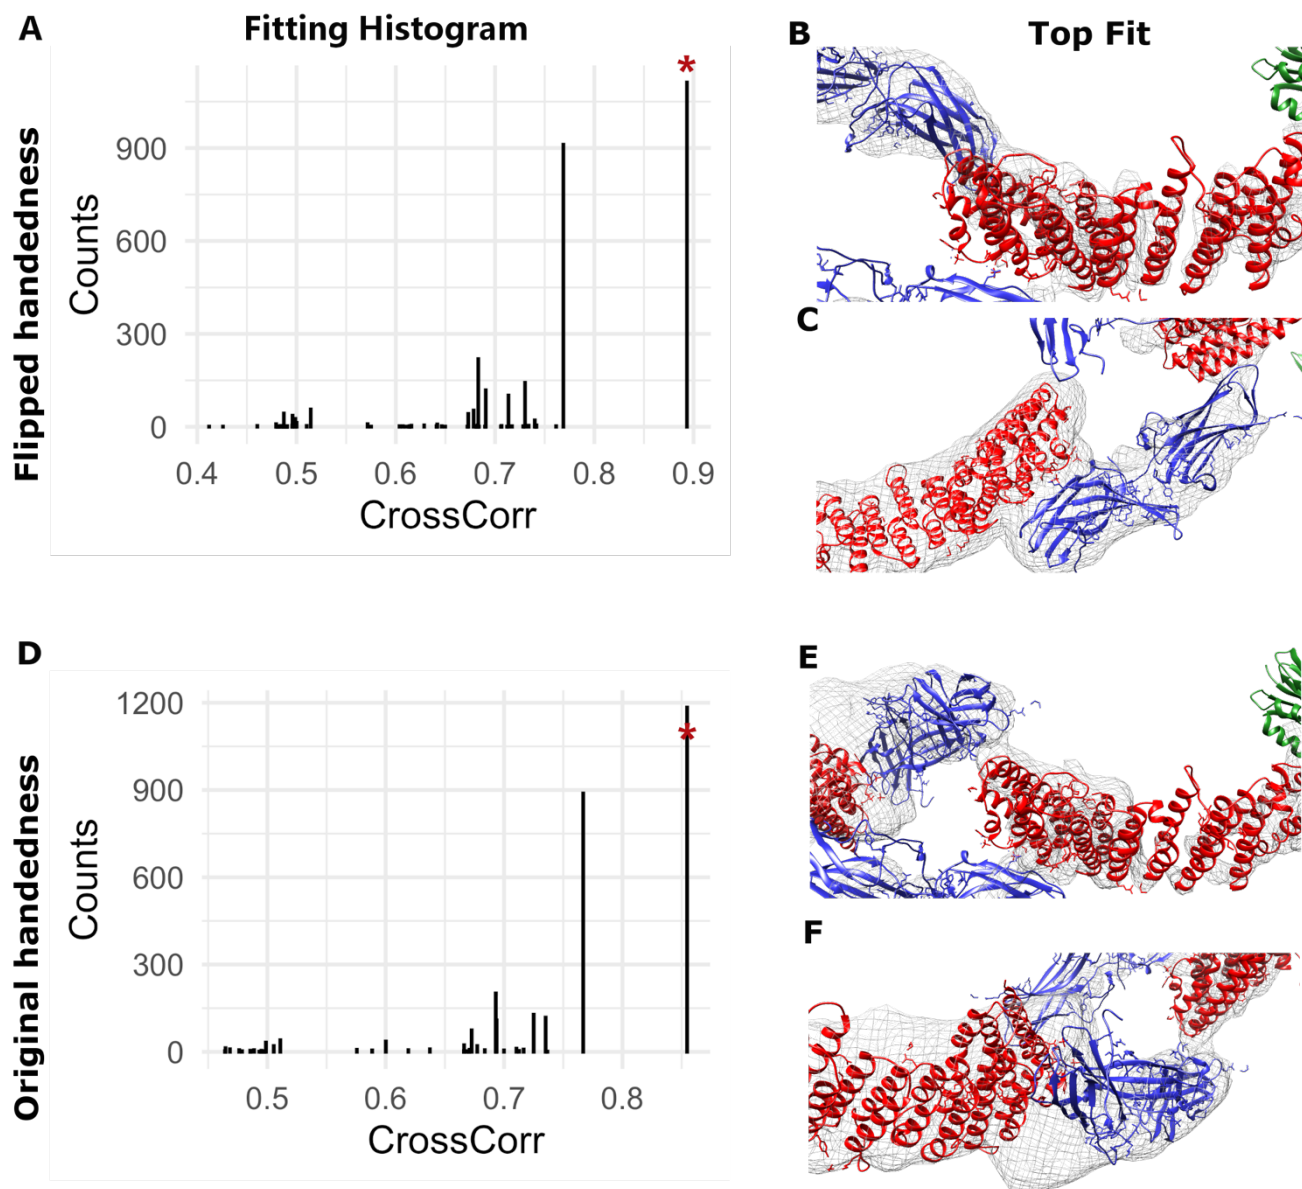 A Fitting Histogram
B Top Fit
Flipped handedness
Counts
900
600
300
0
0.4 0.5 0.6 0.7 0.8 0.9
CrossCorr
*
C
D
Original handedness
Counts
1200
900
600
300
0
0.5 0.6 0.7 0.8
CrossCorr
*
E
F